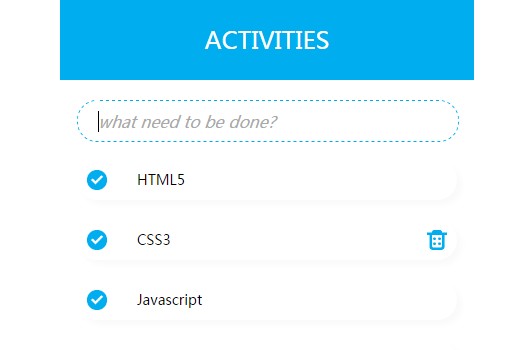 ACTIVITIES
what need to be done?
HTML5
CSS3
Javascript